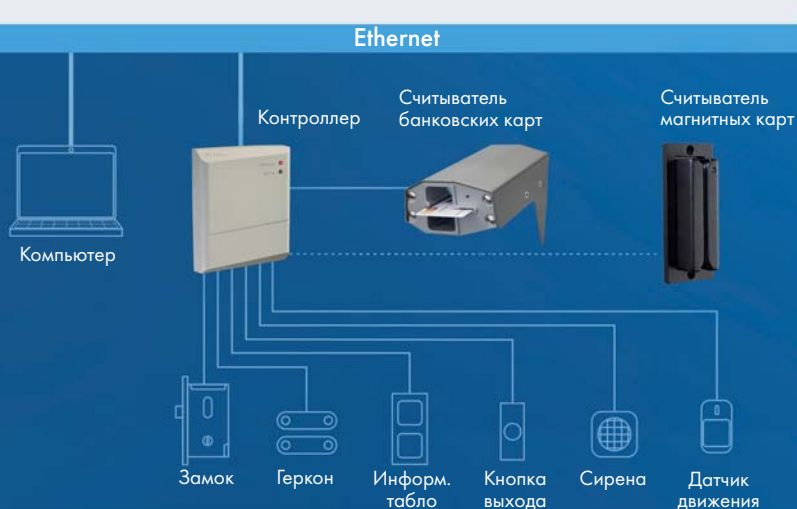 Ethernet
Контроллер
Считыватель
банковских карт
Считыватель
магнитных карт
Компьютер
Замок
Геркон
Информ.
табло
Кнопка
выхода
Сирена
Датчик
движения